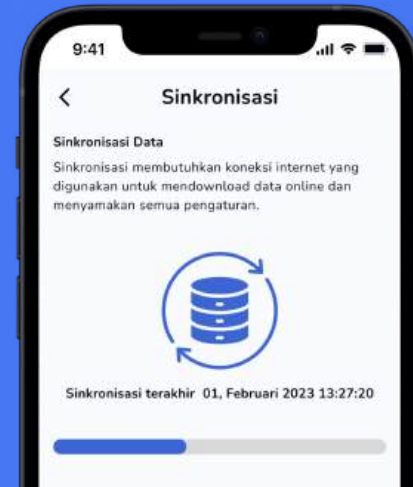 9:41
Sinkronisasi
Sinkronisasi Data
Sinkronisasi membutuhkan koneksi internet yang
digunakan untuk mendownload data online dan
menyamakan semua pengaturan.
Sinkronisasi terakhir 01, Februari 2023 13:27:20